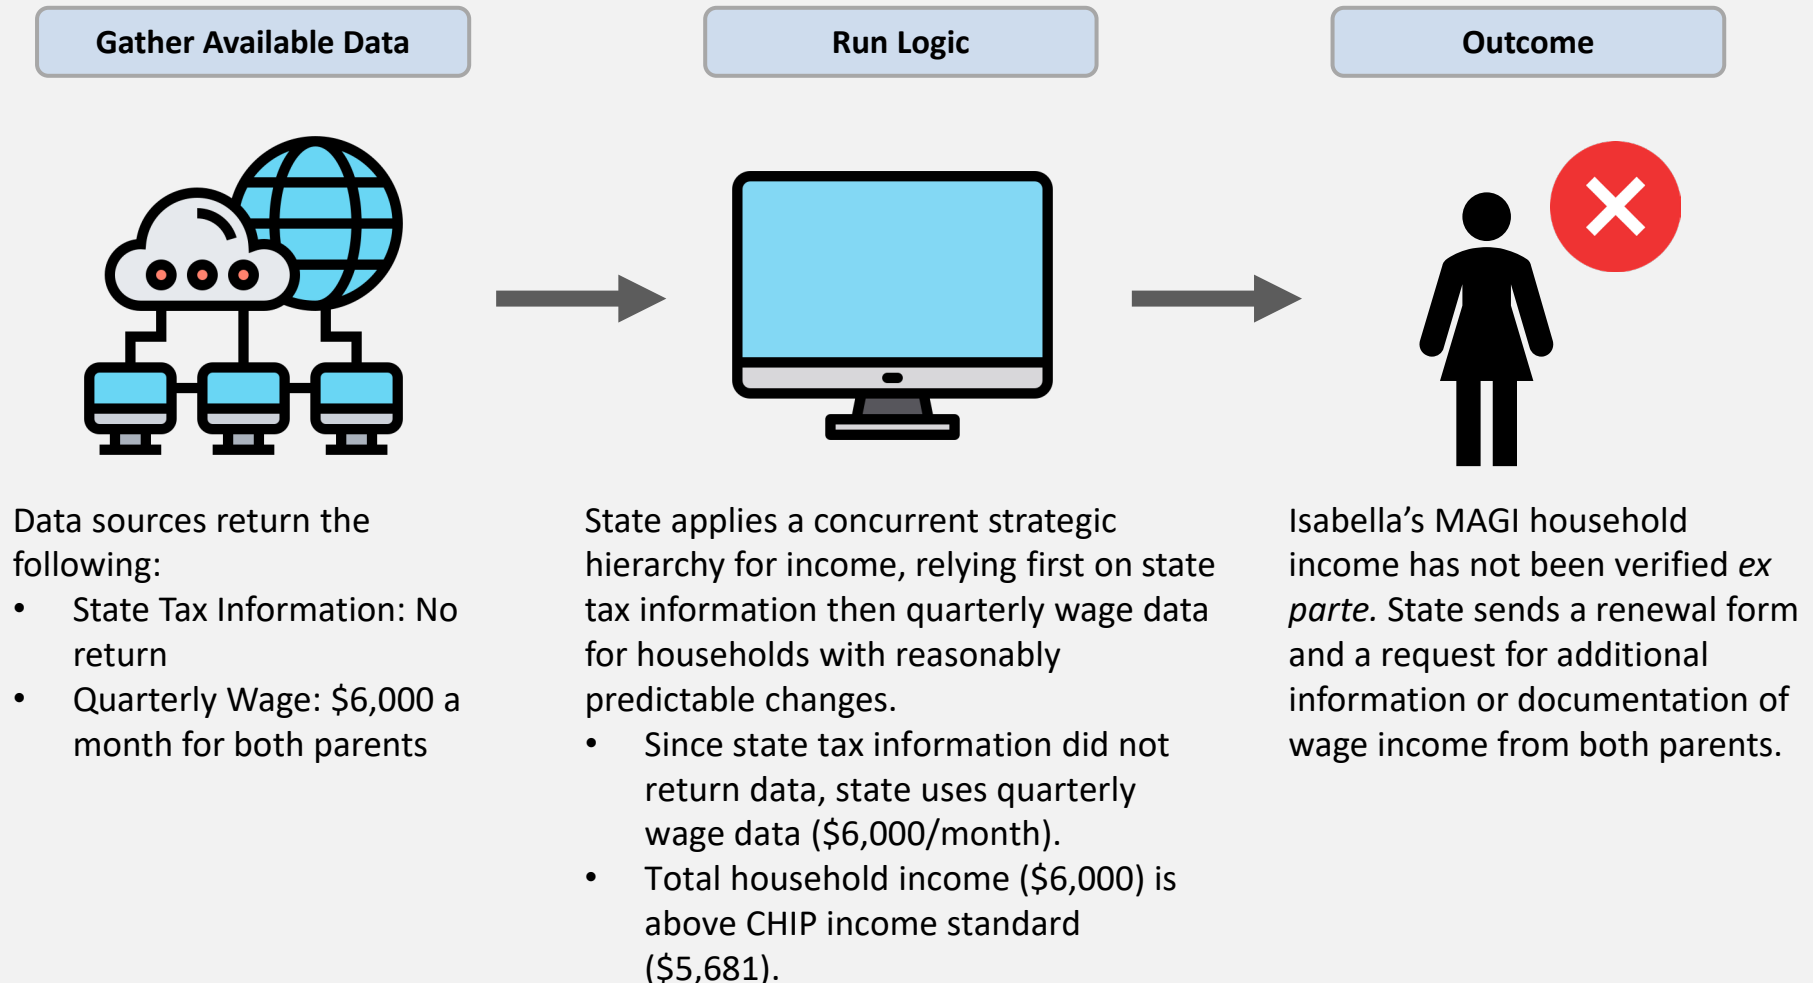 Gather Available Data
Run Logic
Outcome
Data sources return the
following:
• State Tax Information: No
return
• Quarterly Wage: $6,000 a
month for both parents
State applies a concurrent strategic
hierarchy for income, relying first on state
tax information then quarterly wage data
for households with reasonably
predictable changes.
• Since state tax information did not
return data, state uses quarterly
wage data ($6,000/month).
• Total household income ($6,000) is
above CHIP income standard
($5,681).
Isabella’s MAGI household
income has not been verified ex
parte. State sends a renewal form
and a request for additional
information or documentation of
wage income from both parents.